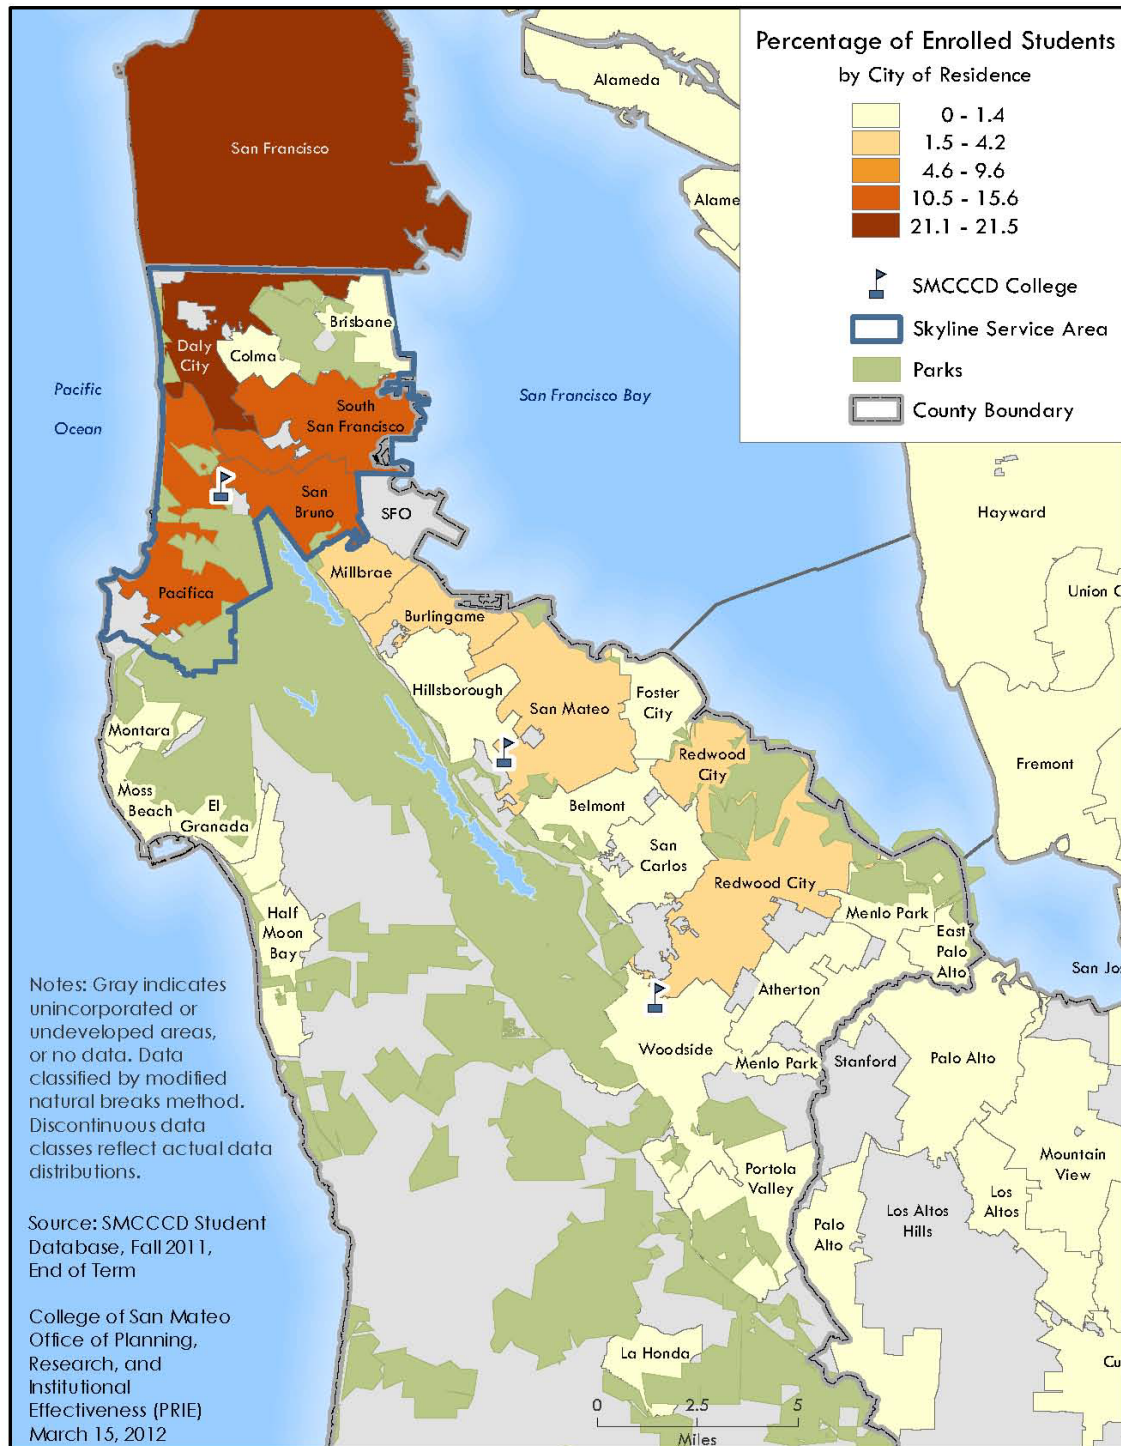 Percentage of Enrolled Students
by City of Residence
0 - 1.4
1.5 - 4.2
4.6 - 9.6
10.5 - 15.6
21.1 - 21.5
SMCCCD College
Skyline Service Area
Parks
County Boundary
Alameda
Alame
San Francisco
Brisbane
Daly
City
Colma
Pacific
Ocean
San Francisco Bay
South
San Francisco
San
Bruno
SFO
Hayward
Union C
Millbrae
Pacifica
Burlingame
Hillsborough
San Mateo
Foster
City
Montara
Redwood
City
Fremont
Moss
Beach
El
Granada
Belmont
San
Carlos
Redwood City
Half
Moon
Bay
Menlo Park
East
Palo
Alto
San Jos
Atherton
Woodside
Menlo Park
Stanford
Palo Alto
Mountain
View
Portola
Valley
Los
Altos
Los Altos
Hills
Palo
Alto
La Honda
Cu
0 2.5 5
Miles
Notes: Gray indicates
unincorporated or
undeveloped areas,
or no data. Data
classified by modified
natural breaks method.
Discontinuous data
classes reflect actual data
distributions.
Source: SMCCCD Student
Database, Fall 2011,
End of Term
College of San Mateo
Office of Planning,
Research, and
Institutional
Effectiveness (PRIE)
March 15, 2012